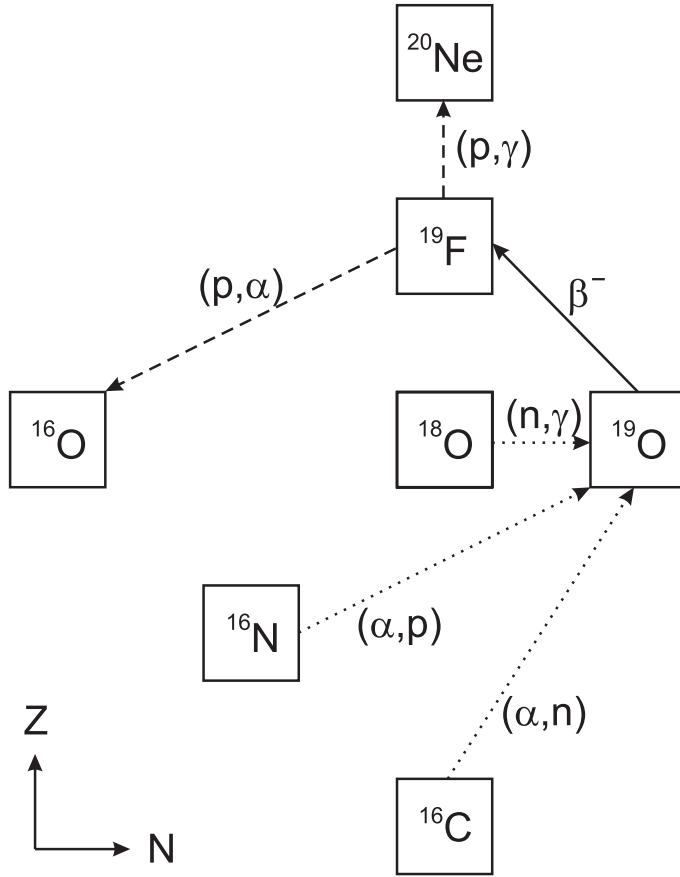 ²⁰Ne
(p,γ)
¹⁹F
(p,α)
β⁻
¹⁶O
¹⁸O
(n,γ)
¹⁹O
¹⁶N
(α,p)
(α,n)
Z
¹⁶C
N